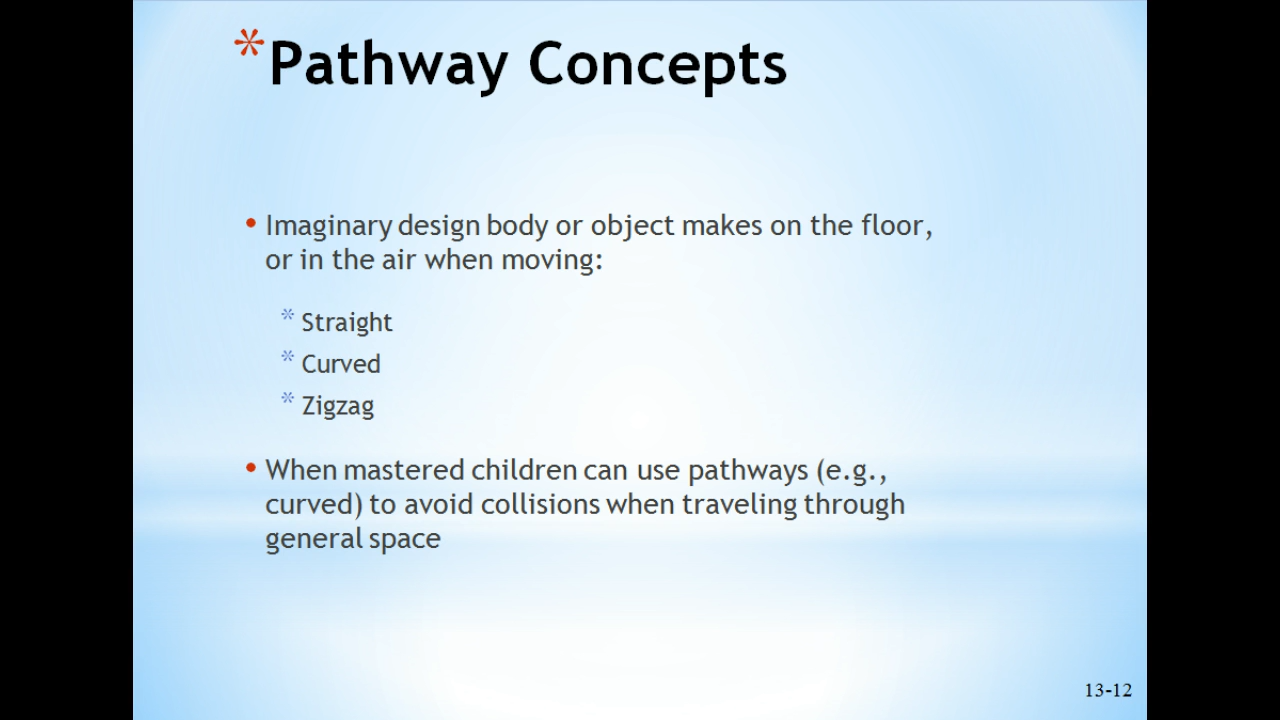 * Pathway Concepts
• Imaginary design body or object makes on the floor,
or in the air when moving:
* Straight
* Curved
* Zigzag
• When mastered children can use pathways (e.g.,
curved) to avoid collisions when traveling through
general space
13-12